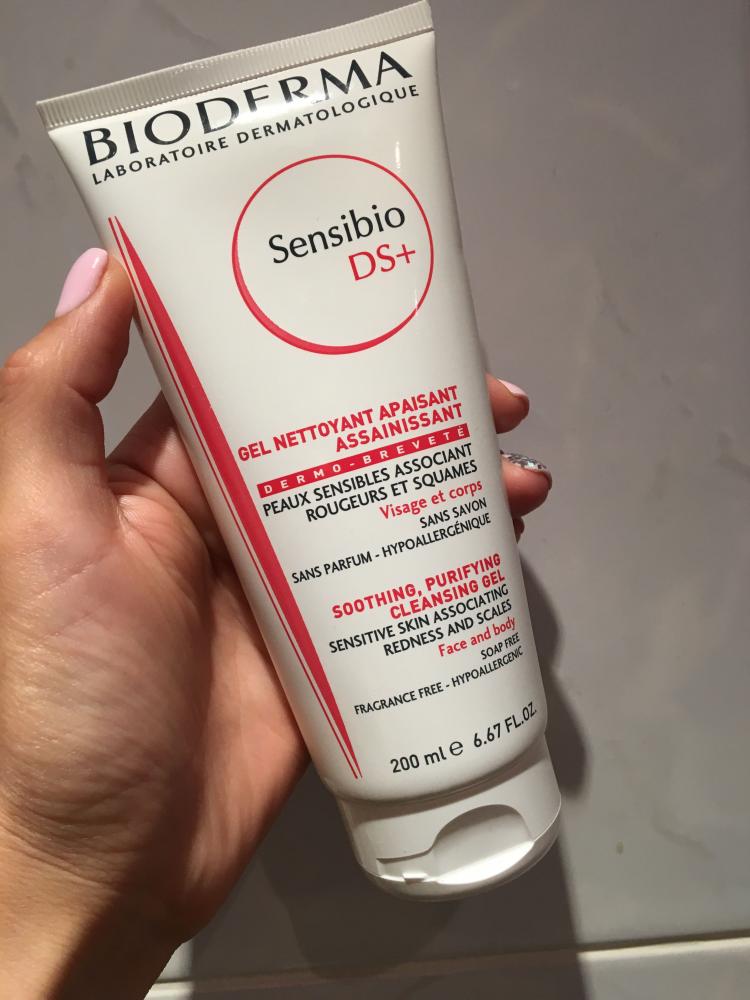 BIODERMA
LABORATOIRE DERMATOLOGIQUE
Sensibio
DS+
GEL NETTOYANT APAISANT
ASSAINISSANT
DERMO-BREVETÉ
PEAUX SENSIBLES ASSOCIANT
ROUGEURS ET SQUAMES
Visage et corps
SANS SAVON
SANS PARFUM - HYPOALLERGÉNIQUE
SOOTHING, PURIFYING
CLEANSING GEL
SENSITIVE SKIN ASSOCIATING
REDNESS AND SCALES
Face and body
SOAP FREE
FRAGRANCE FREE - HYPOALLERGENIC
200 ml e 6.67 FL.OZ.